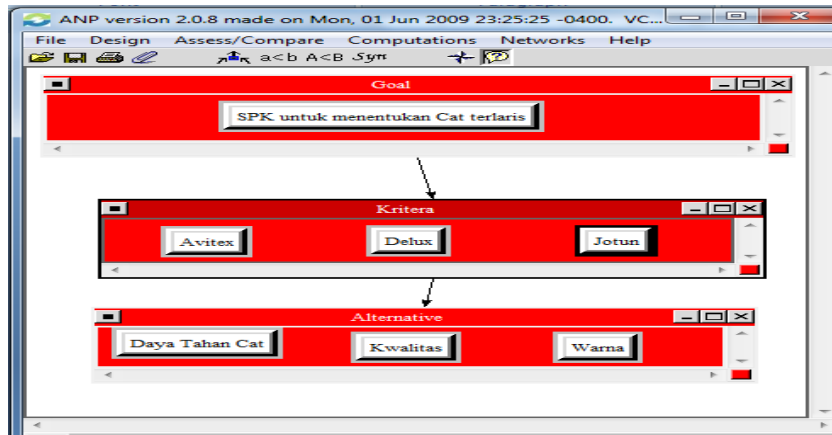 ANP version 2.0.8 made on Mon, 01 Jun 2009 23:25:25 -0400. VC...
File Design Assess/Compare Computations Networks Help
a<b A<B Syn
Goal
SPK untuk menentukan Cat terlaris
Kritera
Avitex Delux Jotun
Alternative
Daya Tahan Cat Kwalitas Warna